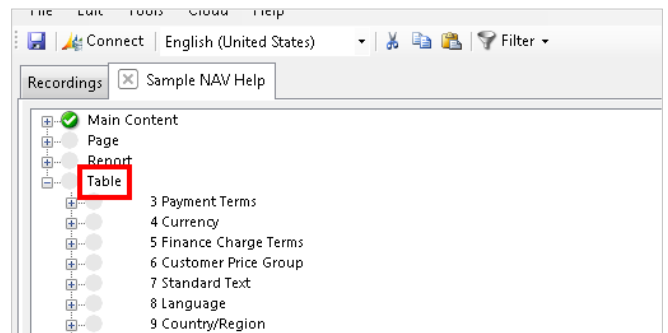 File Edit Tools Cloud Help
Connect English (United States) Filter
Recordings Sample NAV Help
Main Content
Page
Report
Table
3 Payment Terms
4 Currency
5 Finance Charge Terms
6 Customer Price Group
7 Standard Text
8 Language
9 Country/Region